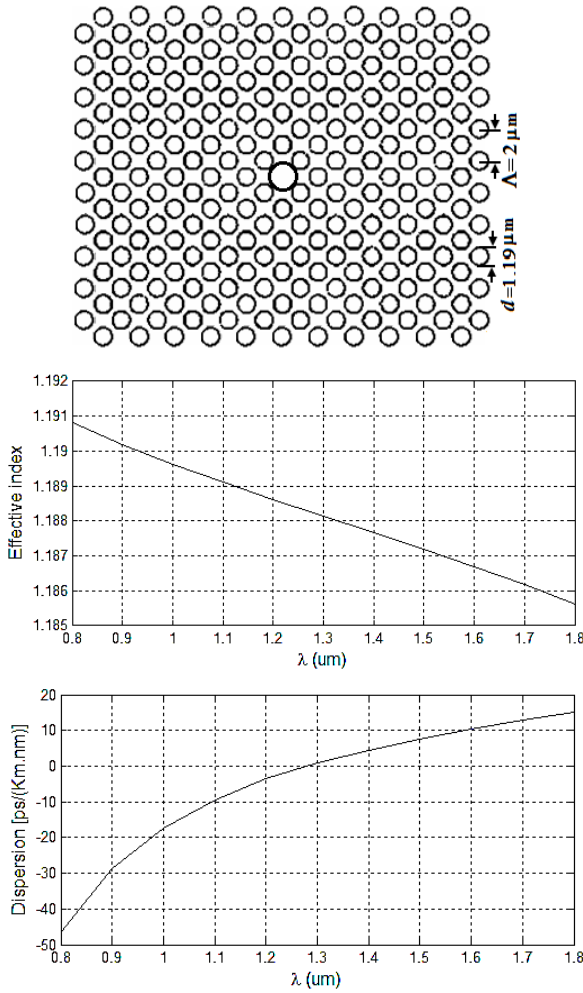 Λ=2 μm
d=1.19 μm
1.192
1.191
1.19
1.189
1.188
1.187
1.186
1.185
Effective index
0.8 0.9 1 1.1 1.2 1.3 1.4 1.5 1.6 1.7 1.8
λ (um)
20
10
0
-10
-20
-30
-40
-50
Dispersion [ps/(Km.nm)]
0.8 0.9 1 1.1 1.2 1.3 1.4 1.5 1.6 1.7 1.8
λ (um)